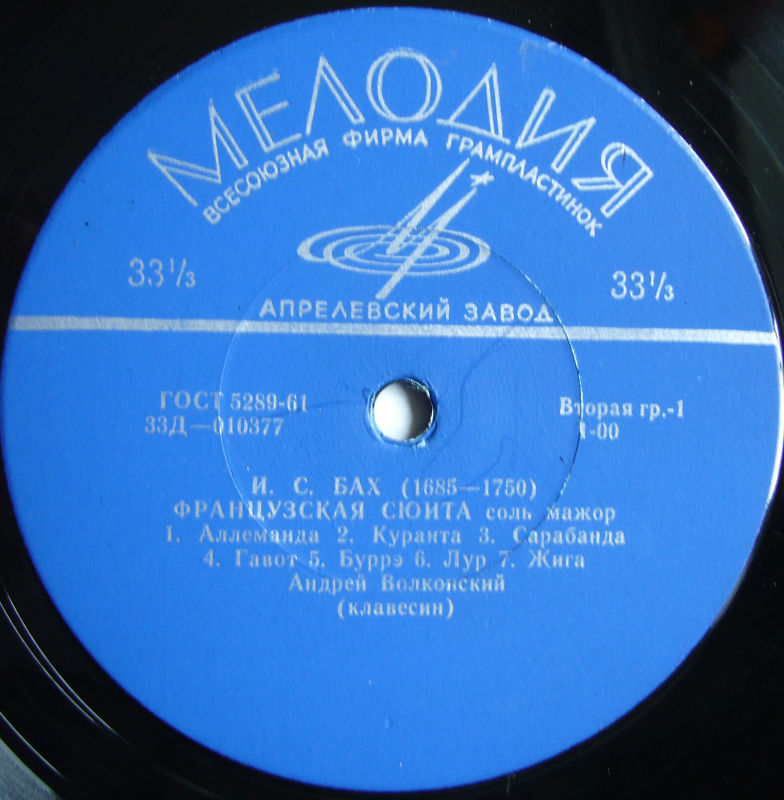 МЕЛОДИЯ
ВСЕСОЮЗНАЯ ФИРМА ГРАМПЛАСТИНОК
33⅓ 33⅓
АПРЕЛЕВСКИЙ ЗАВОД
ГОСТ 5289-61 Вторая гр.-1
33Д—010377 1-00
И. С. БАХ (1685—1750)
ФРАНЦУЗСКАЯ СЮИТА соль мажор
1. Аллеманда 2. Куранта 3. Сарабанда
4. Гавот 5. Буррэ 6. Лур 7. Жига
Андрей Волконский
(клавесин)